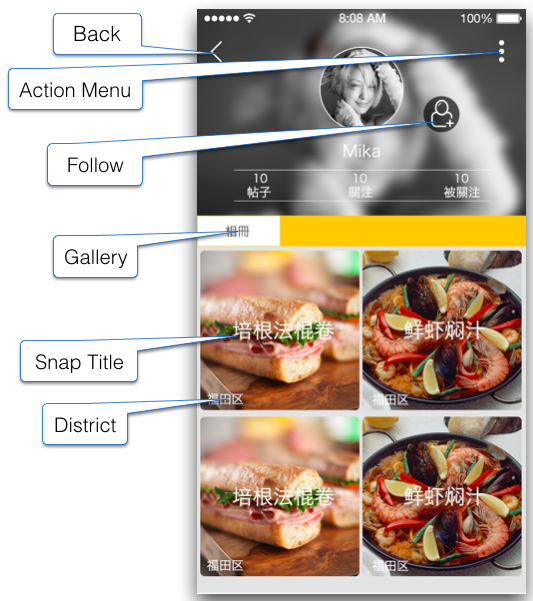 Back
8:08 AM
100%
Action Menu
Follow
Mika
10
帖子
10
關注
10
被關注
Gallery
相冊
Snap Title
培根法棍卷
鲜虾焖汁
District
福田区
福田区
培根法棍卷
鲜虾焖汁
福田区
福田区